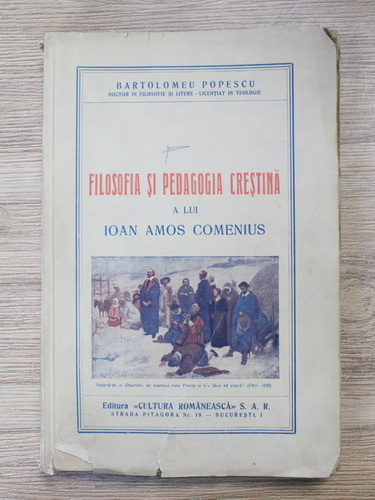 BARTOLOMEU POPESCU
DOCTOR IN FILOSOFIE ȘI LITERE - LICENȚIAT IN TEOLOGIE
FILOSOFIA ȘI PEDAGOGIA CREȘTINĂ
A LUI
IOAN AMOS COMENIUS
Editura «CULTURA ROMÂNEASCĂ» S. A. R.
STRADA PITAGORA Nr. 18 — BUCUREȘTI I